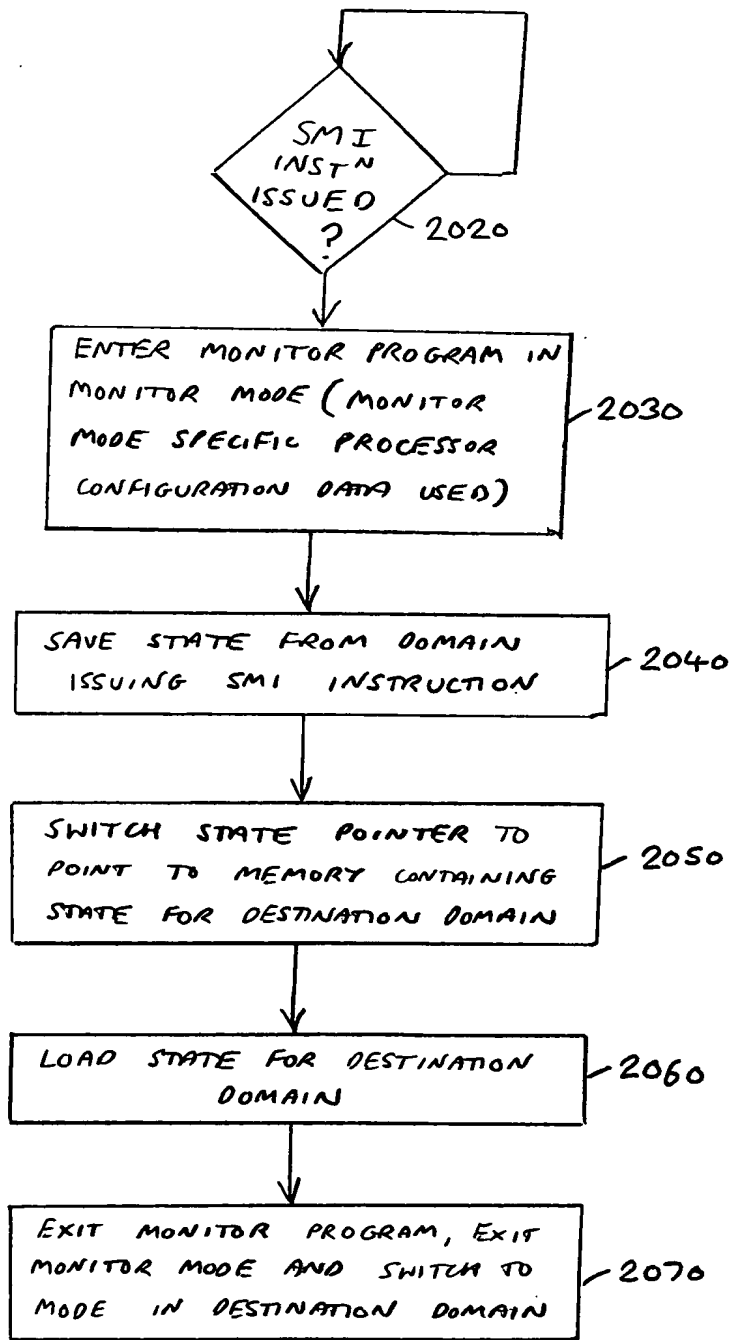 SMI
INSTN
ISSUED
?
2020
ENTER MONITOR PROGRAM IN
MONITOR MODE (MONITOR
MODE SPECIFIC PROCESSOR
CONFIGURATION DATA USED)
2030
SAVE STATE FROM DOMAIN
ISSUING SMI INSTRUCTION
2040
SWITCH STATE POINTER TO
POINT TO MEMORY CONTAINING
STATE FOR DESTINATION DOMAIN
2050
LOAD STATE FOR DESTINATION
DOMAIN
2060
EXIT MONITOR PROGRAM, EXIT
MONITOR MODE AND SWITCH TO
MODE IN DESTINATION DOMAIN
2070